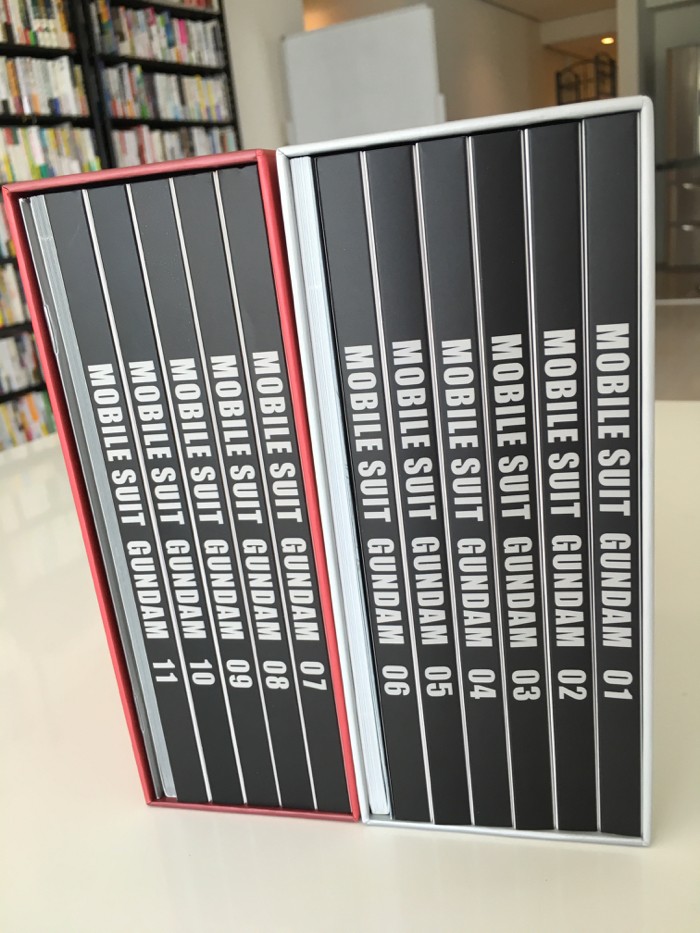 MOBILE SUIT GUNDAM 11
MOBILE SUIT GUNDAM 10
MOBILE SUIT GUNDAM 09
MOBILE SUIT GUNDAM 08
MOBILE SUIT GUNDAM 07
MOBILE SUIT GUNDAM 06
MOBILE SUIT GUNDAM 05
MOBILE SUIT GUNDAM 04
MOBILE SUIT GUNDAM 03
MOBILE SUIT GUNDAM 02
MOBILE SUIT GUNDAM 01